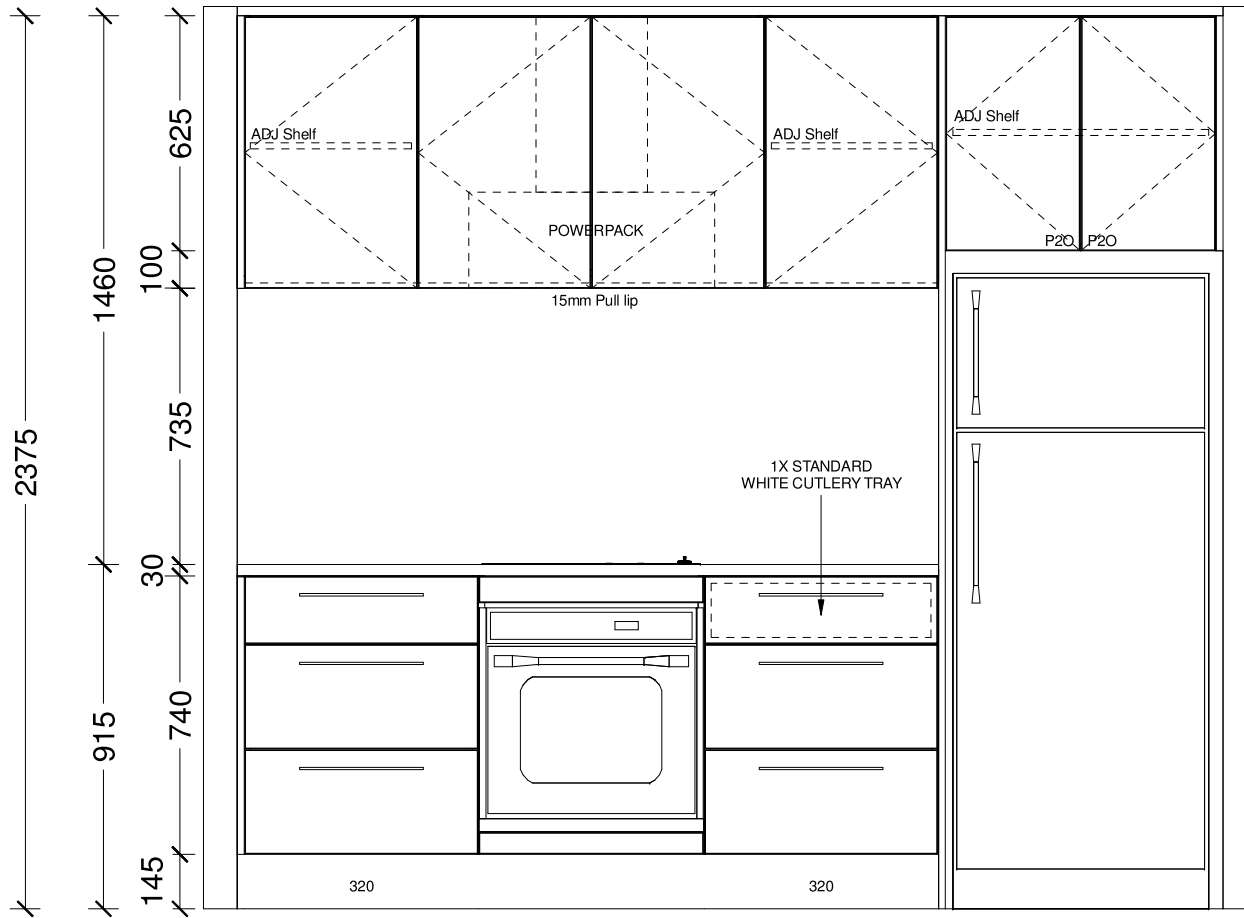 ADJ Shelf
ADJ Shelf
ADJ Shelf
625
POWERPACK
P2O
P2O
100
1460
15mm Pull lip
735
2375
1X STANDARD
WHITE CUTLERY TRAY
30
740
915
145
320
320